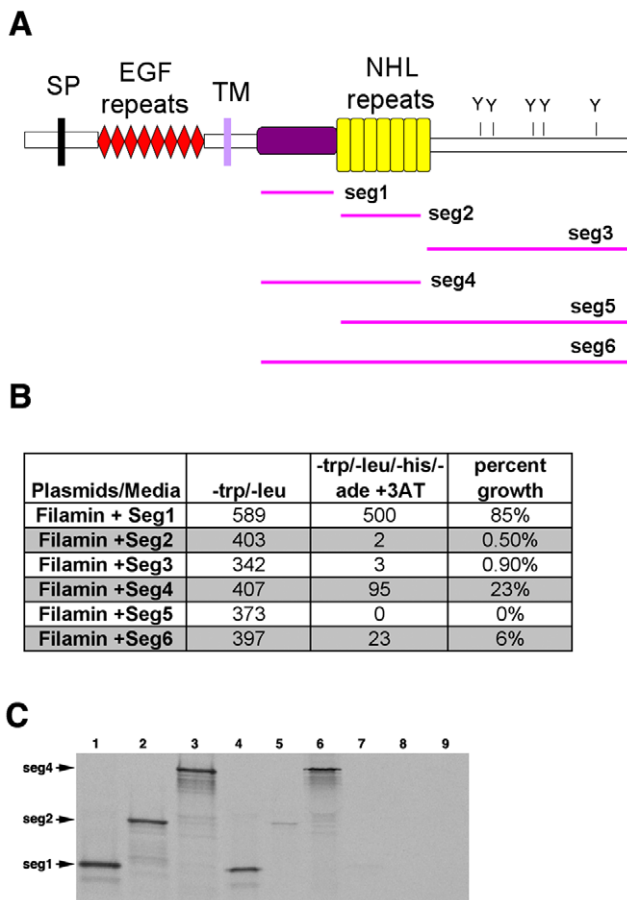 A
SP
EGF
repeats
TM
NHL
repeats
Y Y Y Y Y
seg1
seg2
seg3
seg4
seg5
seg6
B
Plasmids/Media -trp/-leu -trp/-leu/-his/-ade +3AT percent growth
Filamin + Seg1 589 500 85%
Filamin +Seg2 403 2 0.50%
Filamin +Seg3 342 3 0.90%
Filamin +Seg4 407 95 23%
Filamin +Seg5 373 0 0%
Filamin +Seg6 397 23 6%
C
1 2 3 4 5 6 7 8 9
seg4
seg2
seg1